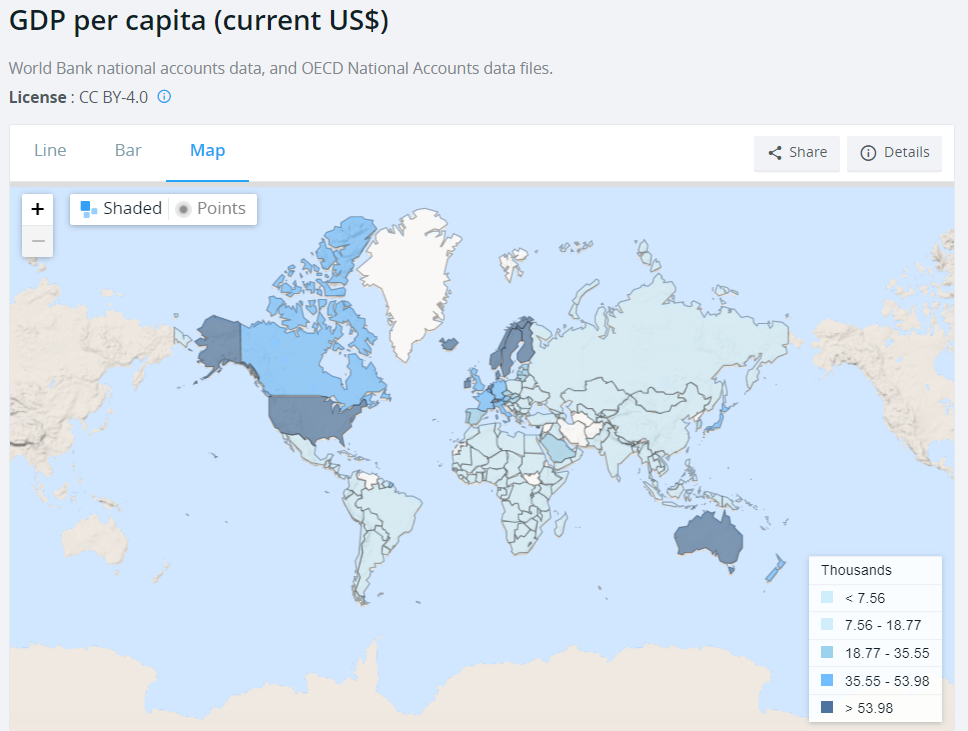 GDP per capita (current US$)
World Bank national accounts data, and OECD National Accounts data files.
License : CC BY-4.0
Line Bar Map
Share Details
+
Shaded Points
−
Thousands
< 7.56
7.56 - 18.77
18.77 - 35.55
35.55 - 53.98
> 53.98